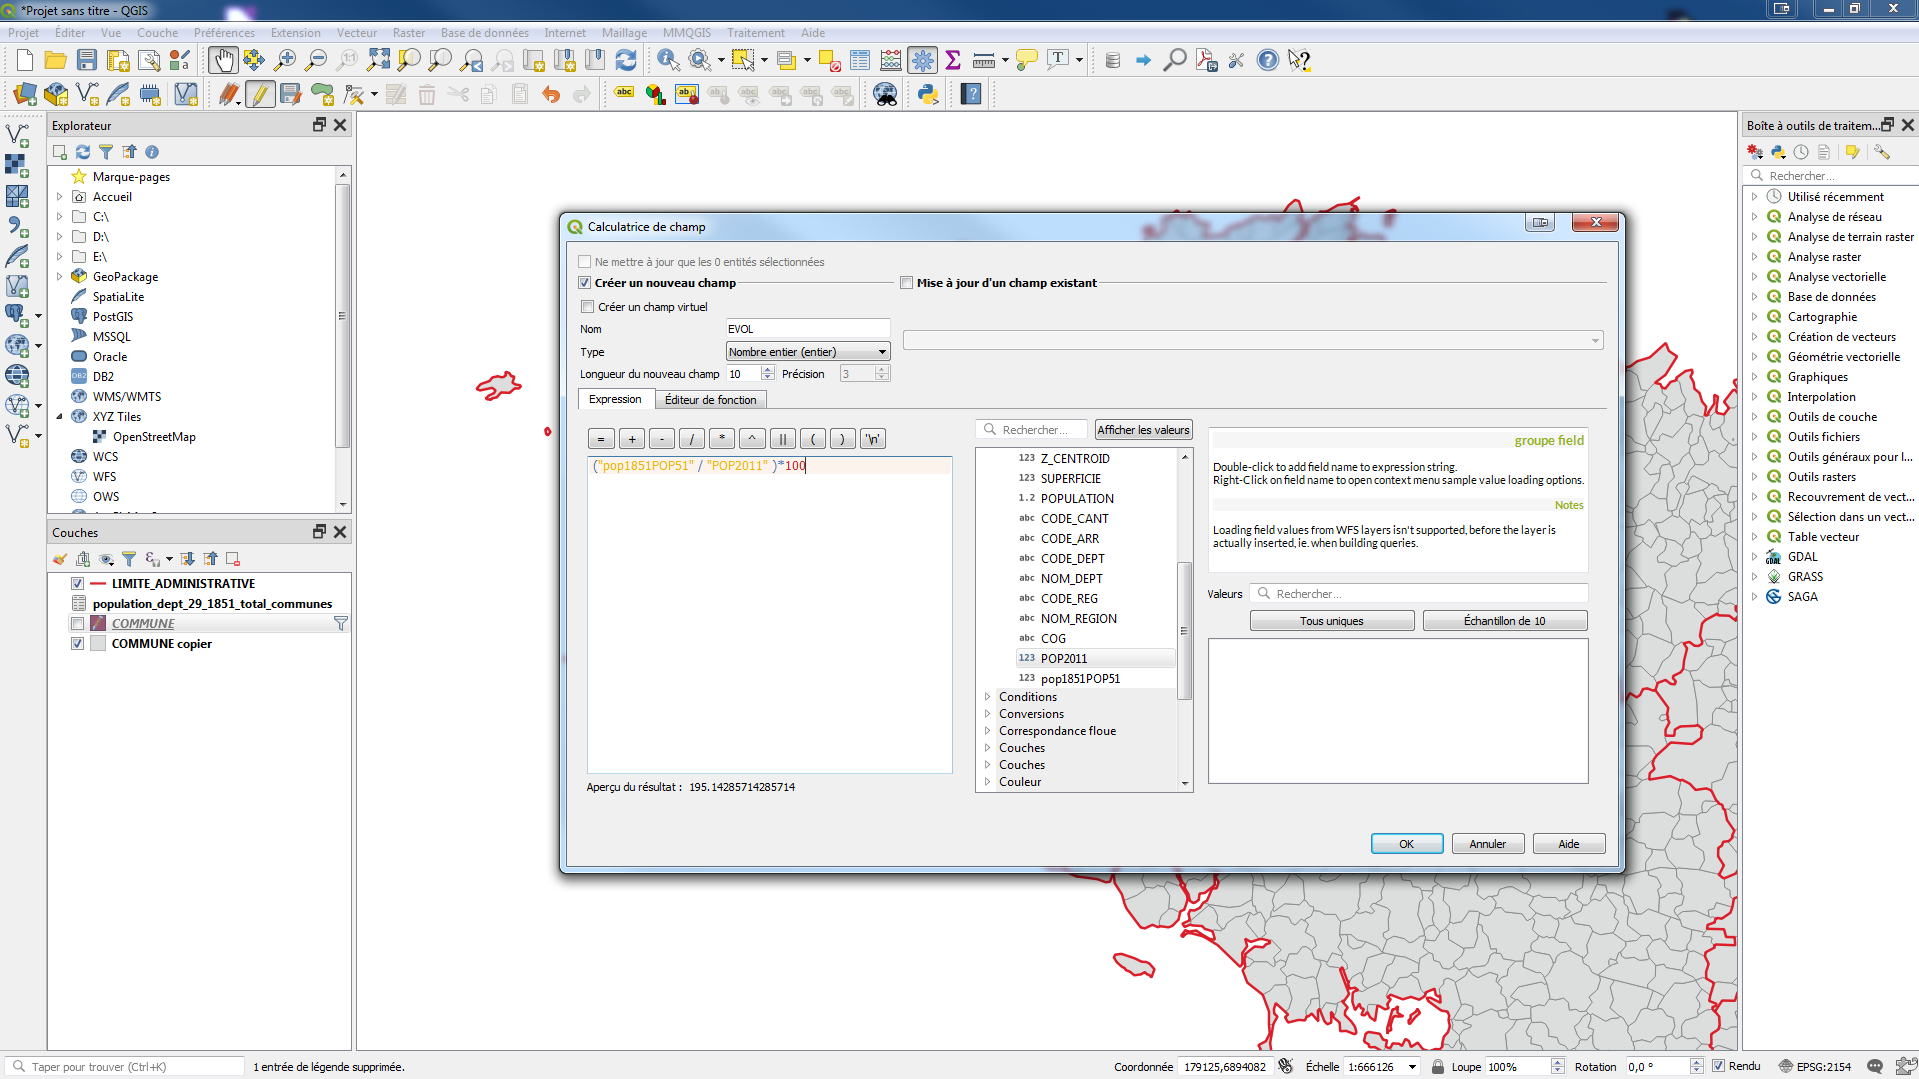 *Projet sans titre - QGIS
Projet Éditer Vue Couche Préférences Extension Vecteur Raster Base de données Internet Maillage MMQGIS Traitement Aide
Explorateur
Marque-pages
Accueil
C:\
D:\
E:\
GeoPackage
SpatiaLite
PostGIS
MSSQL
Oracle
DB2
WMS/WMTS
XYZ Tiles
OpenStreetMap
WCS
WFS
OWS
Couches
LIMITE_ADMINISTRATIVE
population_dept_29_1851_total_communes
COMMUNE
COMMUNE copier
Calculatrice de champ
Ne mettre à jour que les 0 entités sélectionnées
Créer un nouveau champ
Mise à jour d'un champ existant
Créer un champ virtuel
Nom EVOL
Type Nombre entier (entier)
Longueur du nouveau champ 10 Précision 3
Expression Éditeur de fonction
= + - / * ^ || ( ) '\n'
("pop1851POP51" / "POP2011" )*100
Aperçu du résultat : 195.14285714285714
Rechercher... Afficher les valeurs
123 Z_CENTROID
123 SUPERFICIE
1.2 POPULATION
abc CODE_CANT
abc CODE_ARR
abc CODE_DEPT
abc NOM_DEPT
abc CODE_REG
abc NOM_REGION
abc COG
123 POP2011
123 pop1851POP51
Conditions
Conversions
Correspondance floue
Couches
Couches
Couleur
groupe field
Double-click to add field name to expression string.
Right-Click on field name to open context menu sample value loading options.
Notes
Loading field values from WFS layers isn't supported, before the layer is
actually inserted, ie. when building queries.
Valeurs Rechercher...
Tous uniques Échantillon de 10
OK Annuler Aide
Boîte à outils de traitem...
Rechercher...
Utilisé récemment
Analyse de réseau
Analyse de terrain raster
Analyse raster
Analyse vectorielle
Base de données
Cartographie
Création de vecteurs
Géométrie vectorielle
Graphiques
Interpolation
Outils de couche
Outils fichiers
Outils généraux pour l...
Outils rasters
Recouvrement de vect...
Sélection dans un vect...
Table vecteur
GDAL
GRASS
SAGA
Taper pour trouver (Ctrl+K) 1 entrée de légende supprimée. Coordonnée 179125,6894082 Échelle 1:666126 Loupe 100% Rotation 0,0 ° Rendu EPSG:2154